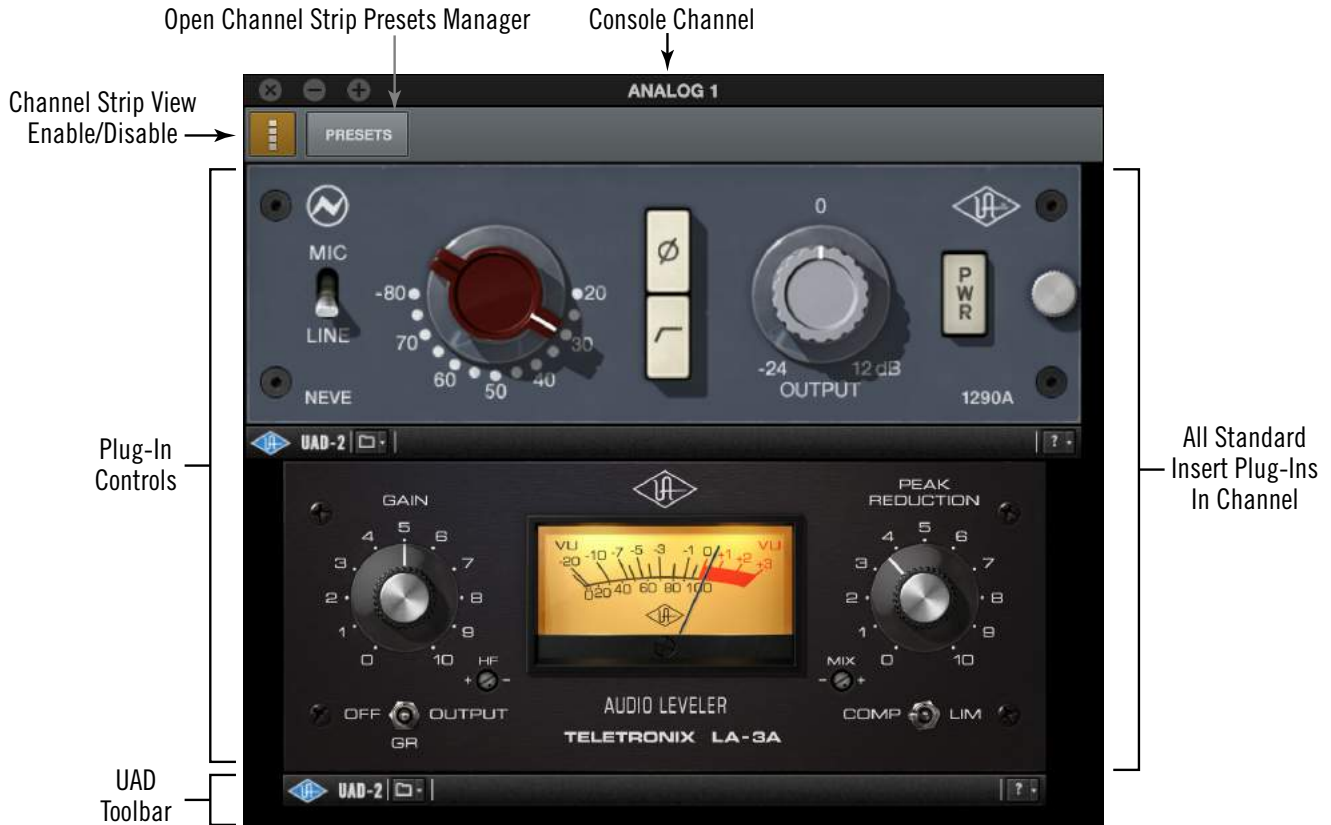 Open Channel Strip Presets Manager
Console Channel
ANALOG 1
Channel Strip View
Enable/Disable
PRESETS
MIC
LINE
NEVE
-80
70
60
50
40
30
20
Ø
0
-24
12 dB
OUTPUT
PWR
1290A
UAD-2
?
Plug-In
Controls
All Standard
Insert Plug-Ins
In Channel
GAIN
0
1
2
3
4
5
6
7
8
9
10
HF
+ -
OFF
OUTPUT
GR
VU
VU
-20 -10 -7 -5 -3 -1 0 +1 +2 +3
0 20 40 60 80 100
AUDIO LEVELER
TELETRONIX LA-3A
PEAK
REDUCTION
0
1
2
3
4
5
6
7
8
9
10
MIX
- +
COMP
LIM
UAD
Toolbar
UAD-2
?